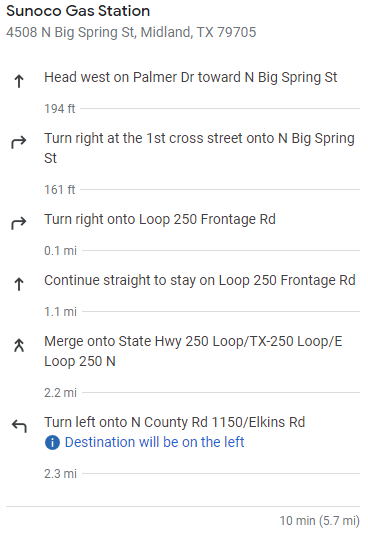 Sunoco Gas Station
4508 N Big Spring St, Midland, TX 79705
Head west on Palmer Dr toward N Big Spring St
194 ft
Turn right at the 1st cross street onto N Big Spring
St
161 ft
Turn right onto Loop 250 Frontage Rd
0.1 mi
Continue straight to stay on Loop 250 Frontage Rd
1.1 mi
Merge onto State Hwy 250 Loop/TX-250 Loop/E
Loop 250 N
2.2 mi
Turn left onto N County Rd 1150/Elkins Rd
Destination will be on the left
2.3 mi
10 min (5.7 mi)